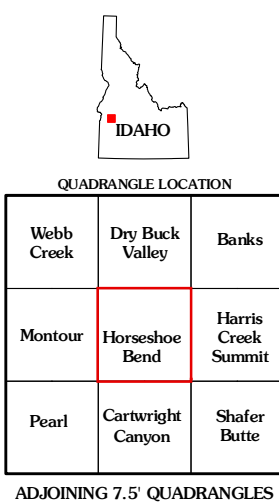 IDAHO
QUADRANGLE LOCATION
Webb
Creek
Dry Buck
Valley
Banks
Montour
Horseshoe
Bend
Harris
Creek
Summit
Pearl
Cartwright
Canyon
Shafer
Butte
ADJOINING 7.5' QUADRANGLES